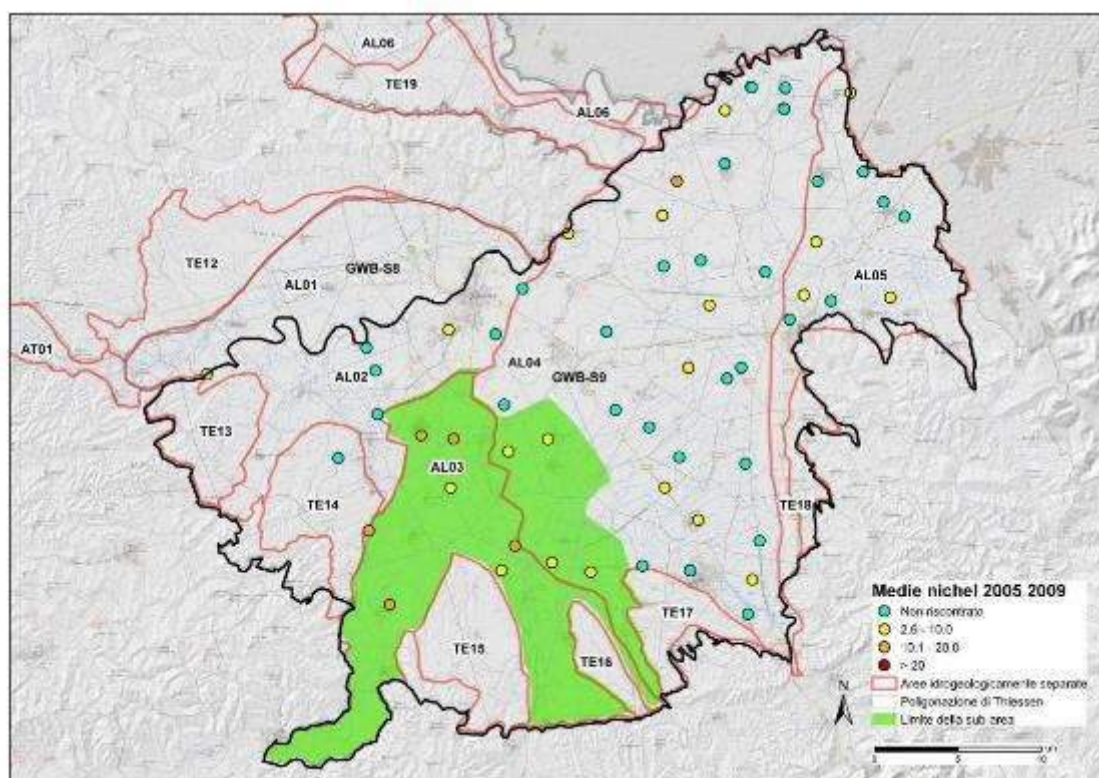 AL06
TE19
AL06
TE12
AL01
GWB-S8
AL05
AT01
AL02
AL04
GWB-S9
TE13
AL03
TE14
TE18
TE15
TE16
TE17
Medie nichel 2005 2009
Non riscontrato
2.6 - 10.0
10.1 - 20.0
> 20
Aree idrogeologicamente separate
Poligonazione di Thiessen
Limite della sub area
N
0 5 10